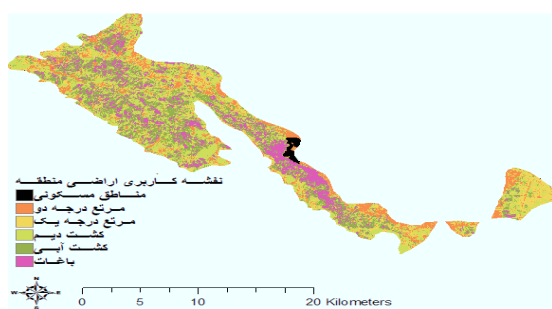 نقشه کاربری اراضی منطقه
مناطق مسکونی
مرتع درجه دو
مرتع درجه یک
کشت دیم
کشت آبی
باغات
N
W E
S
0 5 10 20 Kilometers